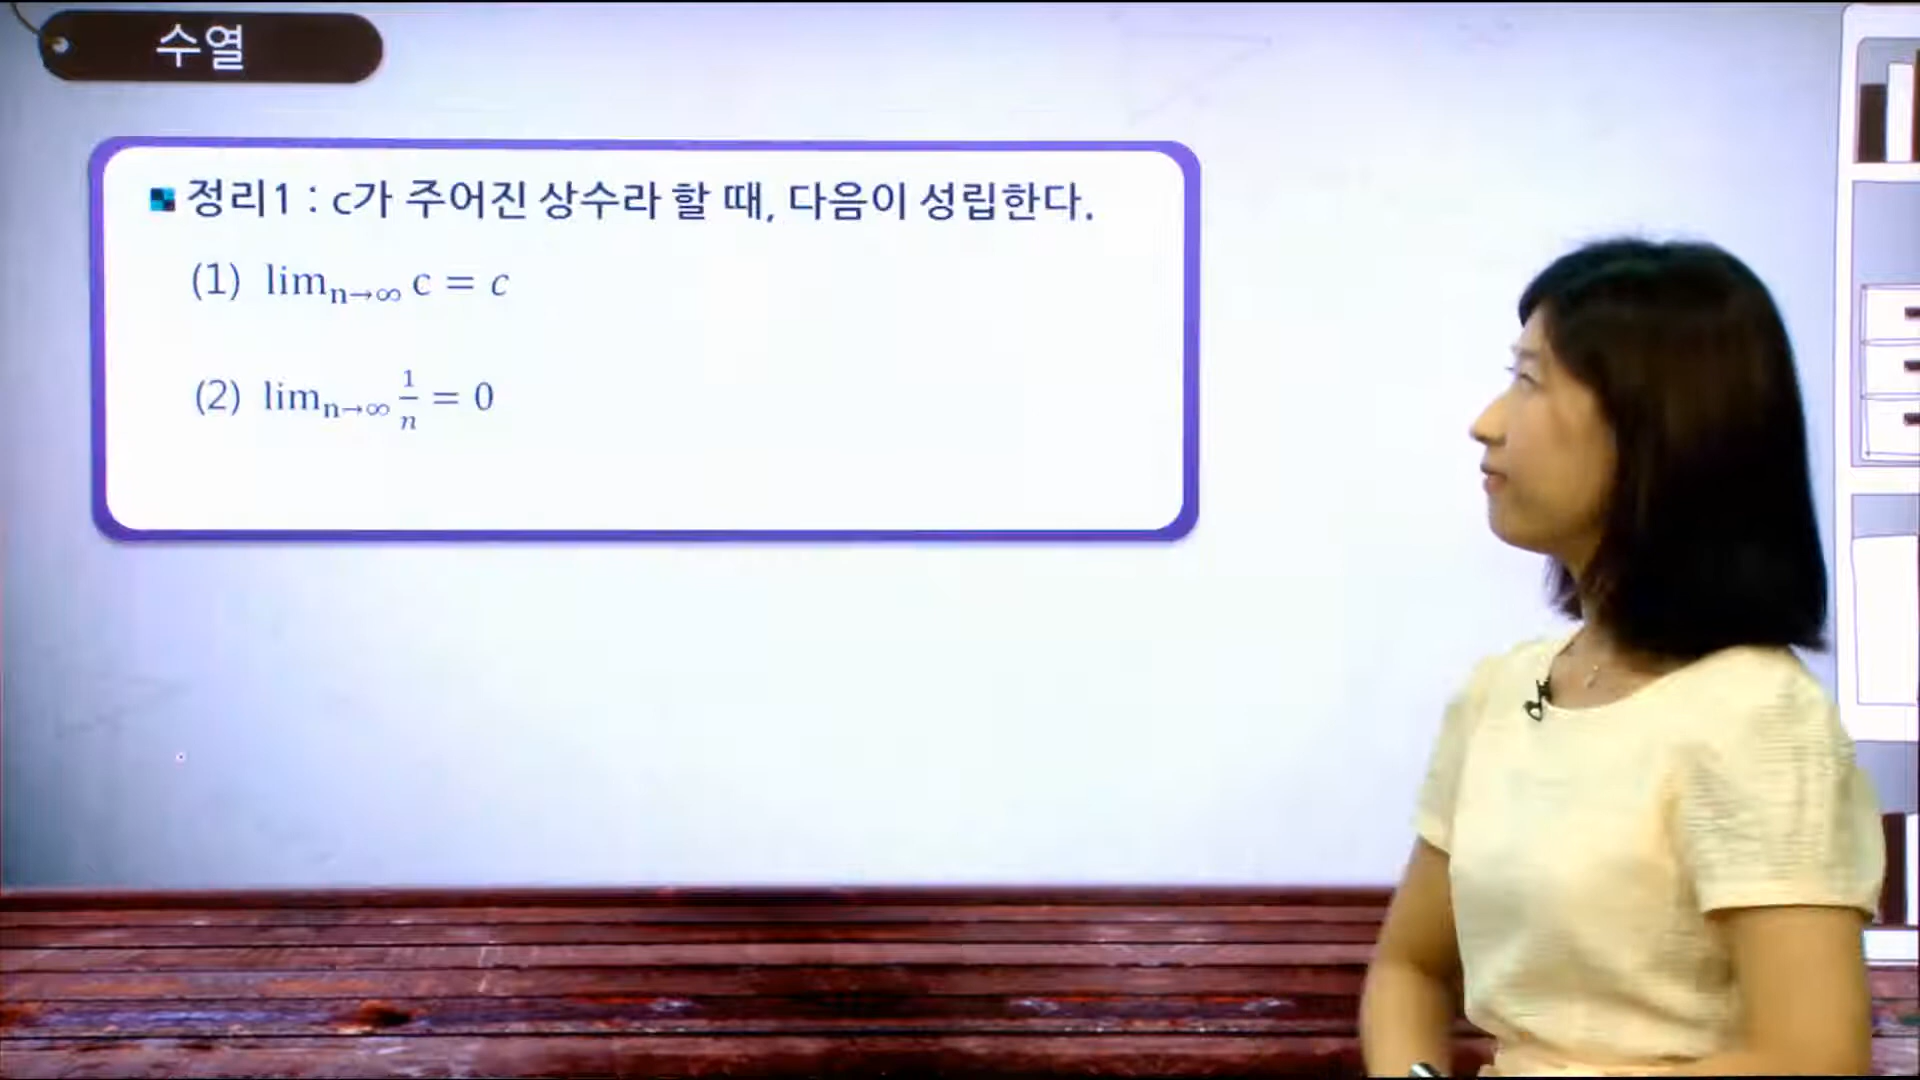 수열
정리1 : c가 주어진 상수라 할 때, 다음이 성립한다.
(1) lim_{n→∞} c = c
(2) lim_{n→∞} \frac{1}{n} = 0